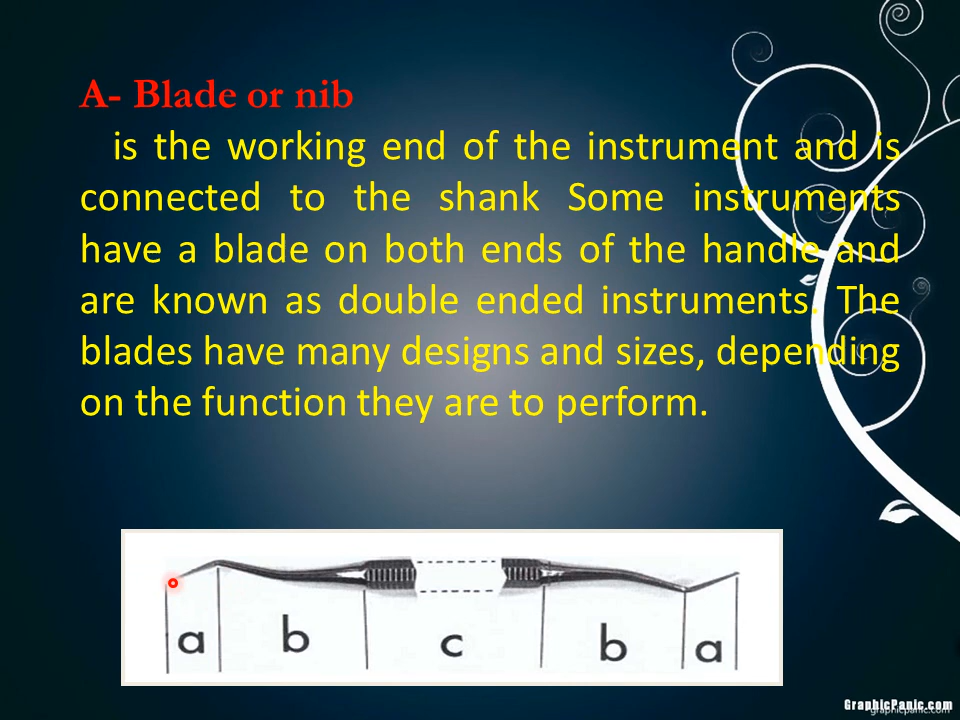 A- Blade or nib
is the working end of the instrument and is
connected to the shank Some instruments
have a blade on both ends of the handle and
are known as double ended instruments. The
blades have many designs and sizes, depending
on the function they are to perform.
a b c b a
GraphicPanic.com
graphicpanic.com